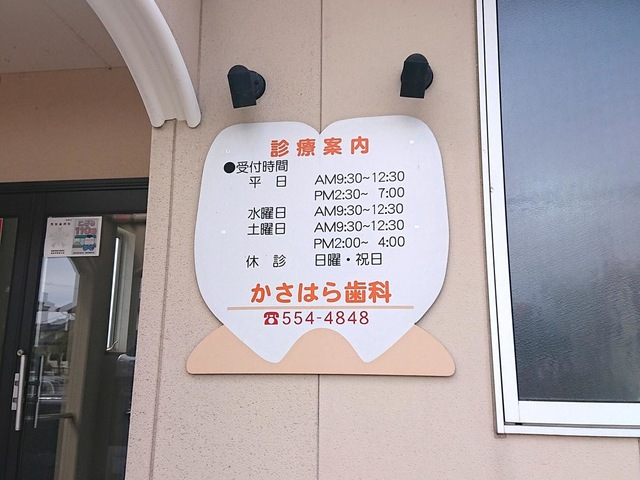 診療案内
●受付時間
平 日 AM9:30~12:30
PM2:30~ 7:00
水曜日 AM9:30~12:30
土曜日 AM9:30~12:30
PM2:00~ 4:00
休 診 日曜・祝日
かさはら歯科
☎554-4848
110